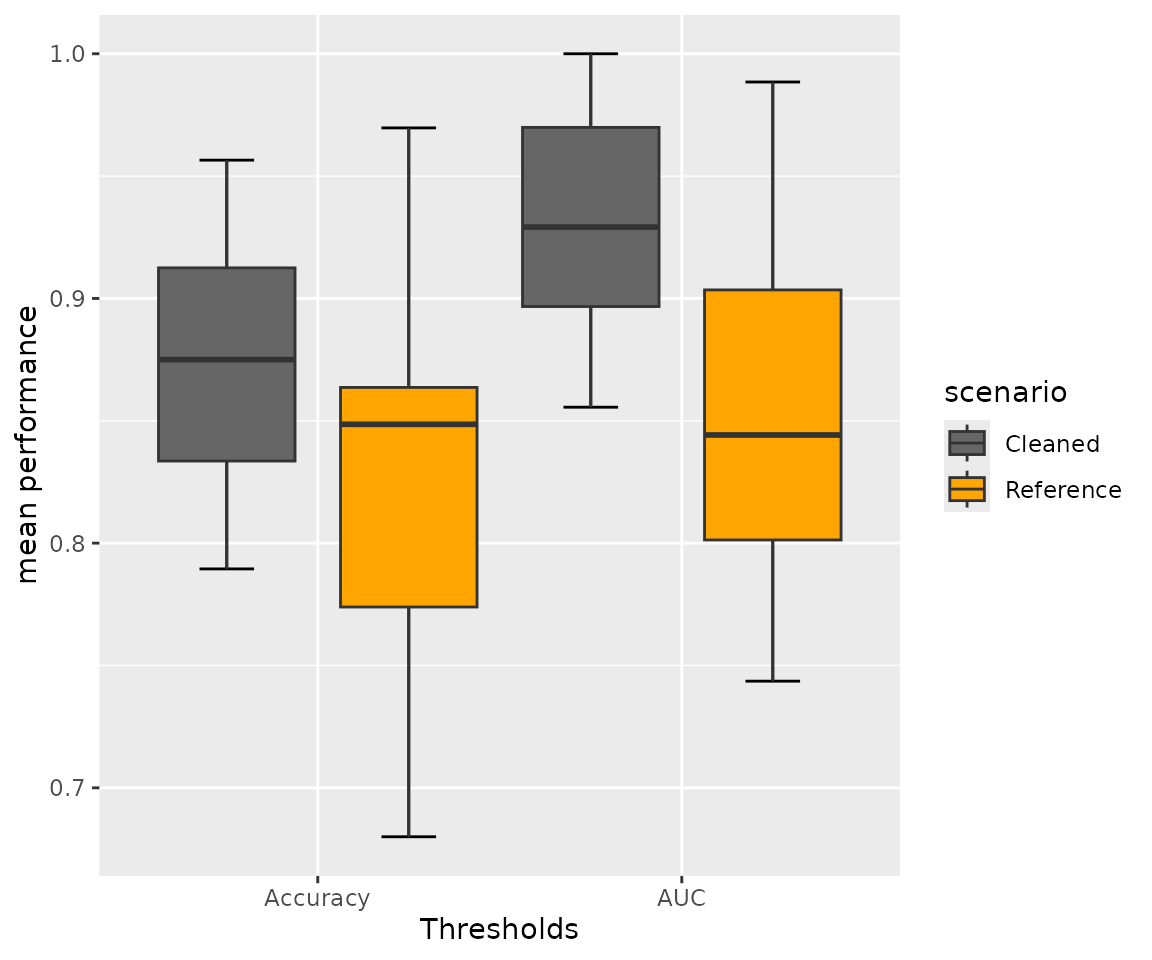 1.0
0.9
0.8
0.7
mean performance
Accuracy
AUC
Thresholds
scenario
Cleaned
Reference